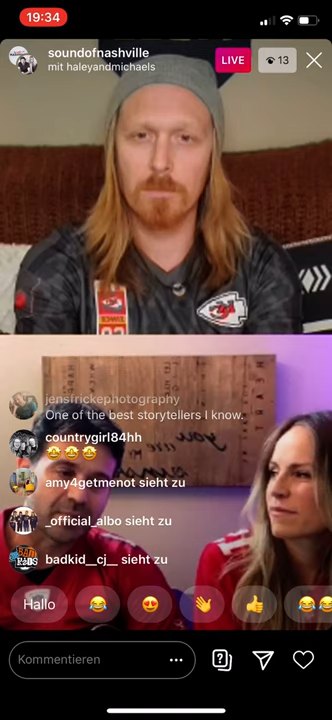 19:34
soundofnashville
mit haleyandmichaels
LIVE
13
jensfrickephotography
One of the best storytellers I know.
countrygirl84hh
🤩🤩🤩
amy4getmenot sieht zu
_official_albo sieht zu
badkid__cj__ sieht zu
Hallo
😂 😍 👋 👍 😂😂
Kommentieren